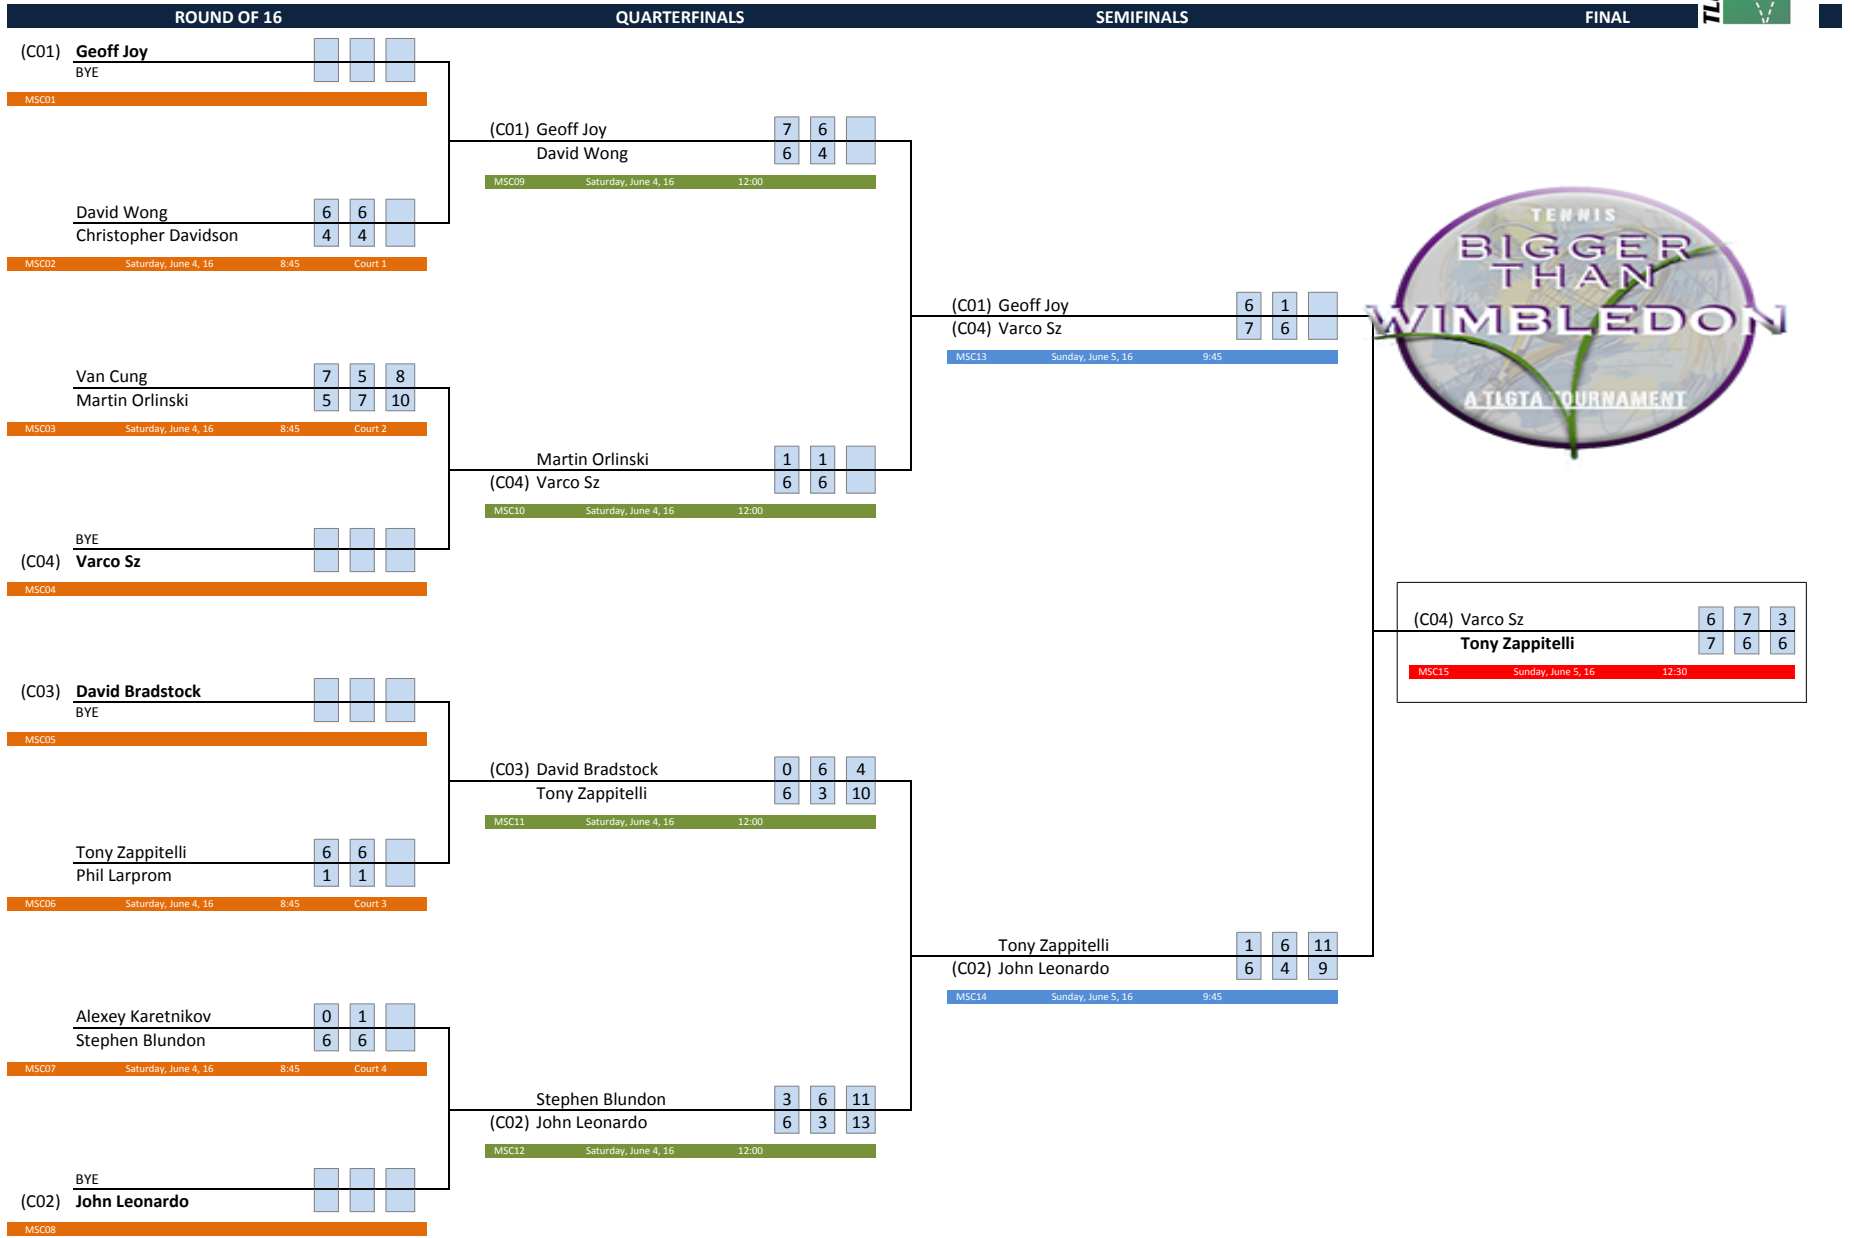 ROUND OF 16 QUARTERFINALS SEMIFINALS FINAL
(C01) Geoff Joy
BYE
MSC01
David Wong 6 6
Christopher Davidson 4 4
MSC02 Saturday, June 4, 16 8:45 Court 1
Van Cung 7 5 8
Martin Orlinski 5 7 10
MSC03 Saturday, June 4, 16 8:45 Court 2
BYE
(C04) Varco Sz
MSC04
(C03) David Bradstock
BYE
MSC05
Tony Zappitelli 6 6
Phil Larprom 1 1
MSC06 Saturday, June 4, 16 8:45 Court 3
Alexey Karetnikov 0 1
Stephen Blundon 6 6
MSC07 Saturday, June 4, 16 8:45 Court 4
BYE
(C02) John Leonardo
MSC08
(C01) Geoff Joy 7 6
David Wong 6 4
MSC09 Saturday, June 4, 16 12:00
Martin Orlinski 1 1
(C04) Varco Sz 6 6
MSC10 Saturday, June 4, 16 12:00
(C03) David Bradstock 0 6 4
Tony Zappitelli 6 3 10
MSC11 Saturday, June 4, 16 12:00
Stephen Blundon 3 6 11
(C02) John Leonardo 6 3 13
MSC12 Saturday, June 4, 16 12:00
(C01) Geoff Joy 6 1
(C04) Varco Sz 7 6
MSC13 Sunday, June 5, 16 9:45
Tony Zappitelli 1 6 11
(C02) John Leonardo 6 4 9
MSC14 Sunday, June 5, 16 9:45
TENNIS
BIGGER
THAN
WIMBLEDON
A TLGTA TOURNAMENT
(C04) Varco Sz 6 7 3
Tony Zappitelli 7 6 6
MSC15 Sunday, June 5, 16 12:30